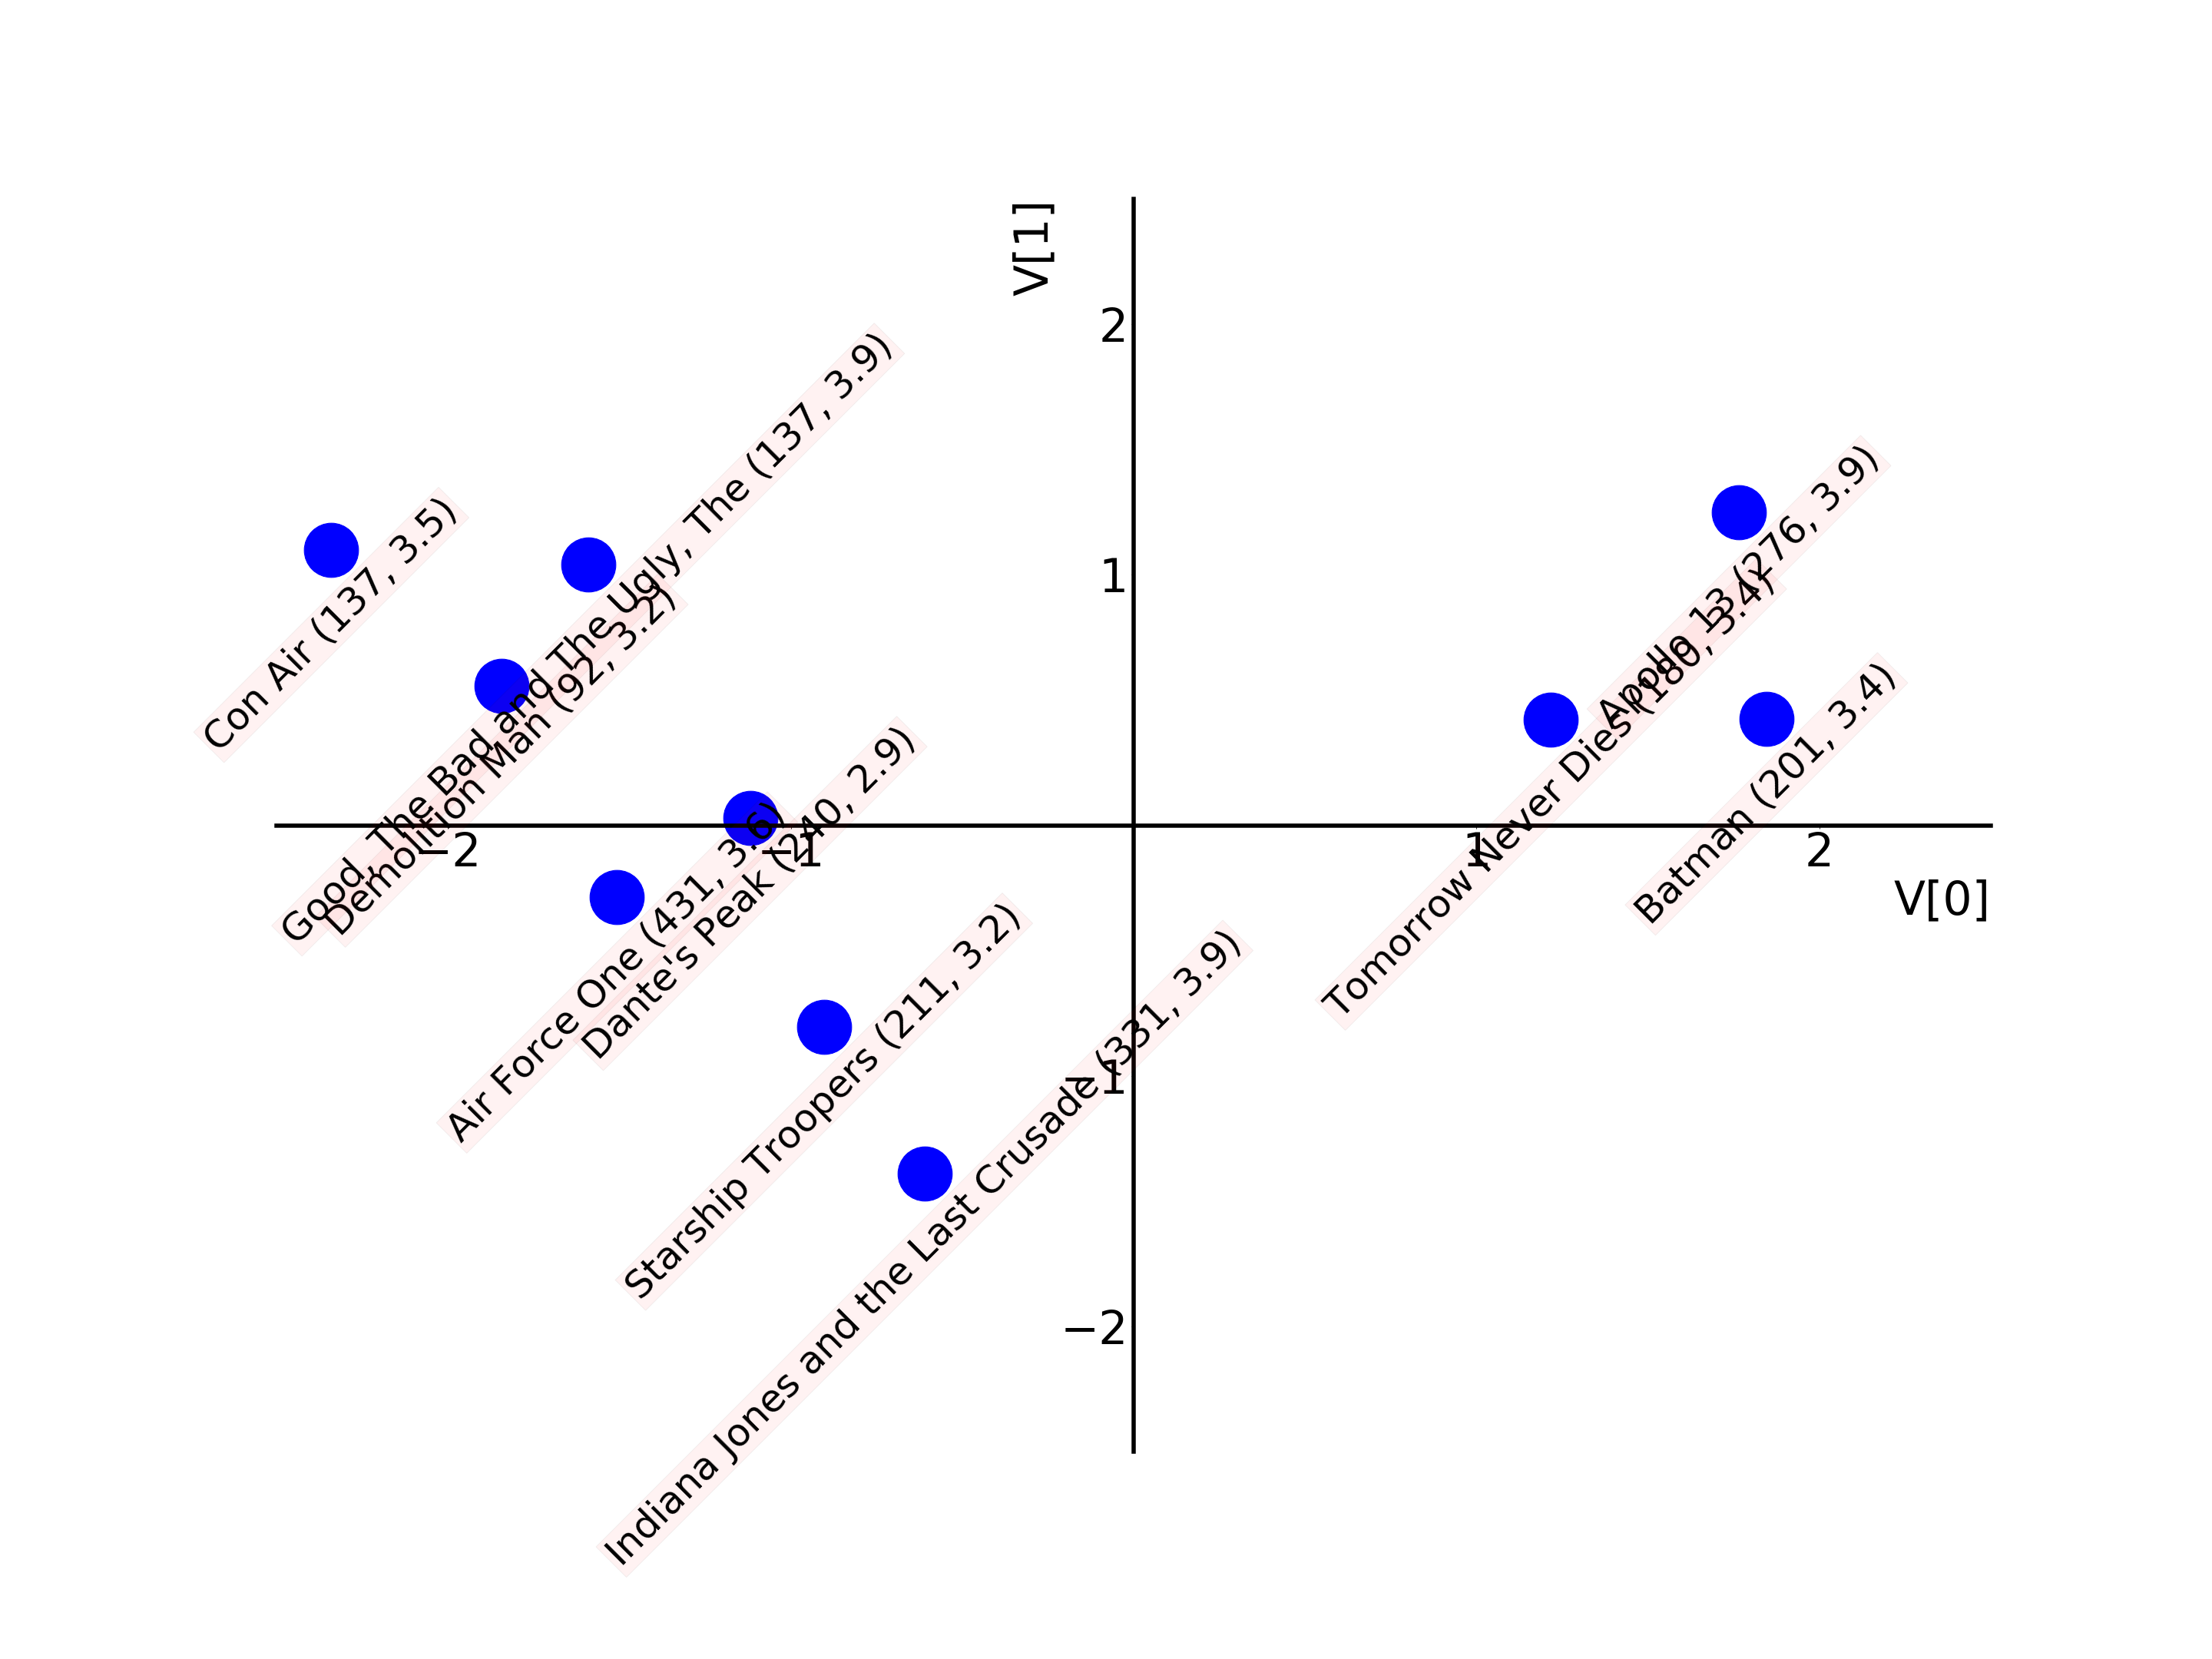 V[1]
2
Good, The Bad and The Ugly, The (137, 3.9)
Apollo 13 (276, 3.9)
Con Air (137, 3.5)
1
Demolition Man (92, 3.2)
Tomorrow Never Dies (180, 3.4)
Batman (201, 3.4)
Dante's Peak (240, 2.9)
Air Force One (431, 3.6)
−2
−1
1
2
V[0]
Starship Troopers (211, 3.2)
Indiana Jones and the Last Crusade (331, 3.9)
−1
−2